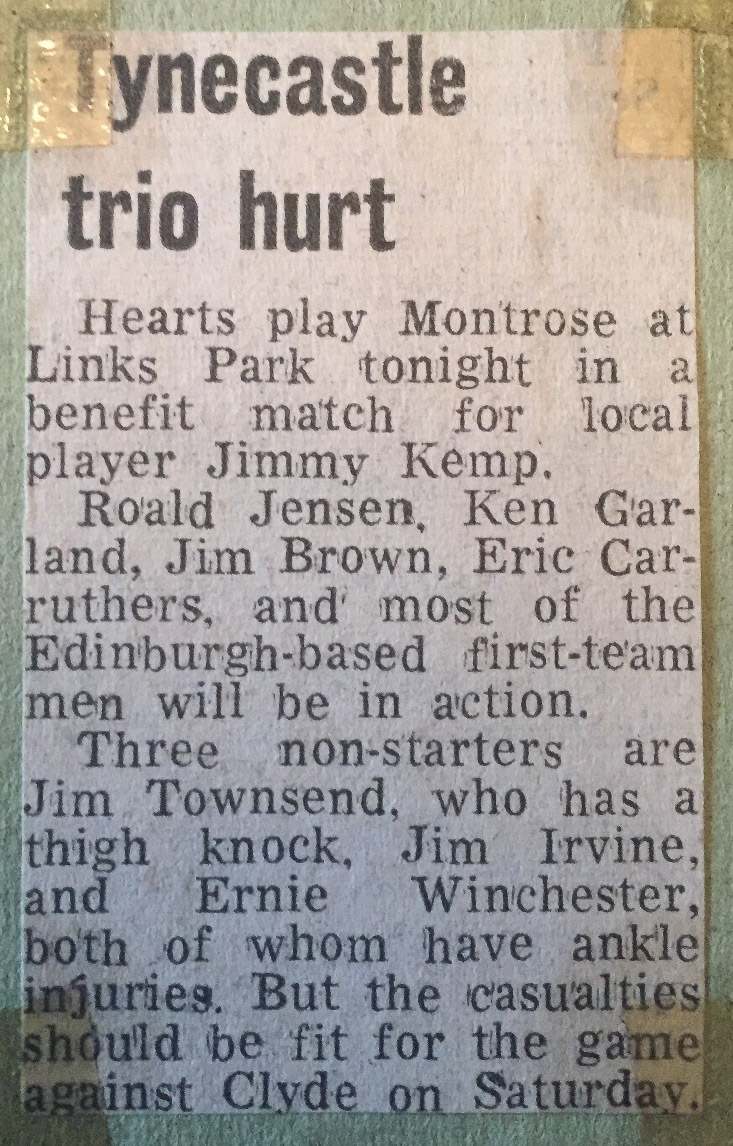 Tynecastle
trio hurt
Hearts play Montrose at
Links Park tonight in a
benefit match for local
player Jimmy Kemp.
Roald Jensen, Ken Gar-
land, Jim Brown, Eric Car-
ruthers, and most of the
Edinburgh-based first-team
men will be in action.
Three non-starters are
Jim Townsend, who has a
thigh knock, Jim Irvine,
and Ernie Winchester,
both of whom have ankle
injuries. But the casualties
should be fit for the game
against Clyde on Saturday.